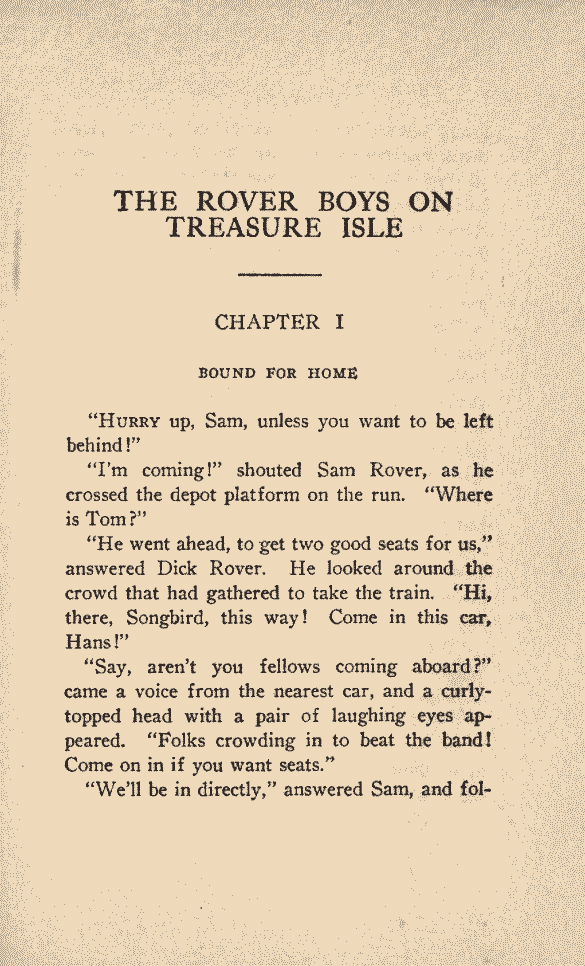 THE ROVER BOYS ON
TREASURE ISLE
CHAPTER I
BOUND FOR HOME
“HURRY up, Sam, unless you want to be left
behind!”
“I’m coming!” shouted Sam Rover, as he
crossed the depot platform on the run. “Where
is Tom?”
“He went ahead, to get two good seats for us,”
answered Dick Rover. He looked around the
crowd that had gathered to take the train. “Hi,
there, Songbird, this way! Come in this car,
Hans!”
“Say, aren’t you fellows coming aboard?”
came a voice from the nearest car, and a curly-
topped head with a pair of laughing eyes ap-
peared. “Folks crowding in to beat the band!
Come on in if you want seats.”
“We’ll be in directly,” answered Sam, and fol-